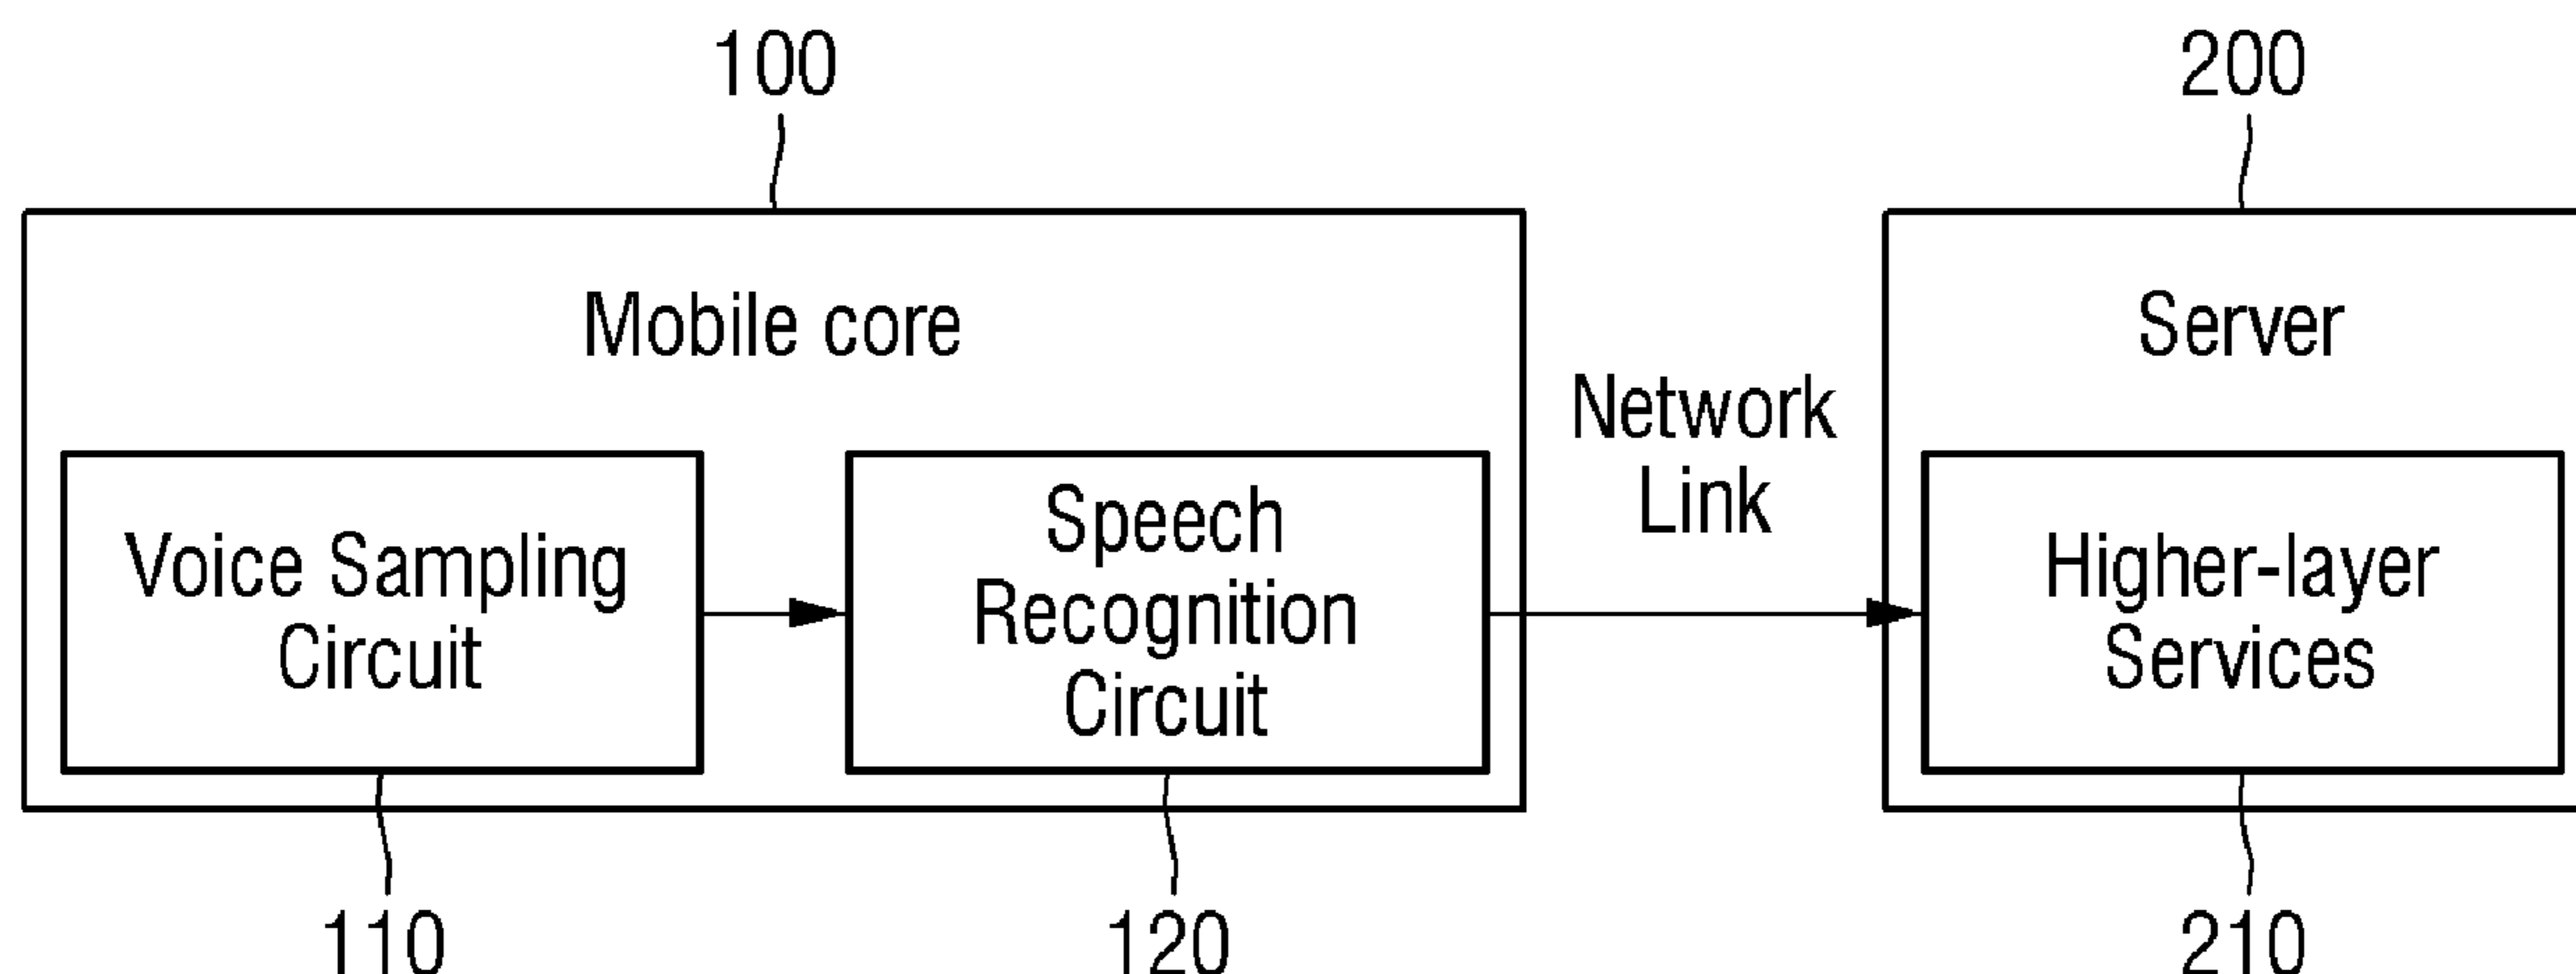 100
200
Mobile core
Server
Network
Link
Voice Sampling
Circuit
Speech
Recognition
Circuit
Higher-layer
Services
110
120
210